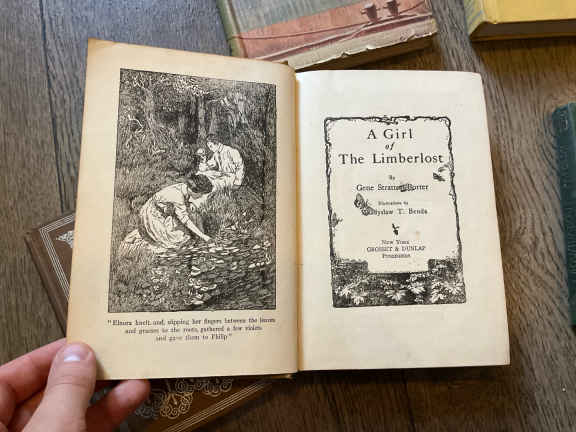 "Elnora knelt, and, slipping her fingers between the leaves
and grasses to the roots, gathered a few violets
and gave them to Philip"
A Girl
of
The Limberlost
By
Gene Stratton-Porter
Illustrations by
T. Benda
New York
GROSSET & DUNLAP
Publishers